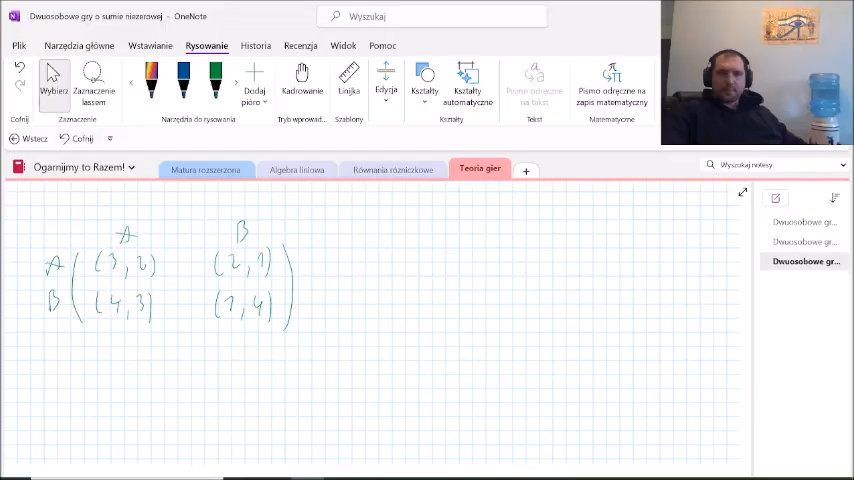 Dwuosobowe gry o sumie niezerowej - OneNote
Wyszukaj
Plik Narzędzia główne Wstawianie Rysowanie Historia Recenzja Widok Pomoc
Wybierz Zaznaczenie lassem Dodaj pióro Kadrowanie Linijka Edycja Kształty Kształty automatyczne Pismo odręczne na tekst Pismo odręczne na zapis matematyczny
Cofnij Zaznaczenie Narzędzia do rysowania Tryb wprowad... Szablony Kształty Tekst Matematyczne
Wstecz Cofnij
Ogarnijmy to Razem! Matura rozszerzona Algebra liniowa Równania różniczkowe Teoria gier + Wyszukaj notesy
Dwuosobowe gr...
Dwuosobowe gr...
Dwuosobowe gr...
A B
A (3,2) (2,1)
B (4,3) (1,4)